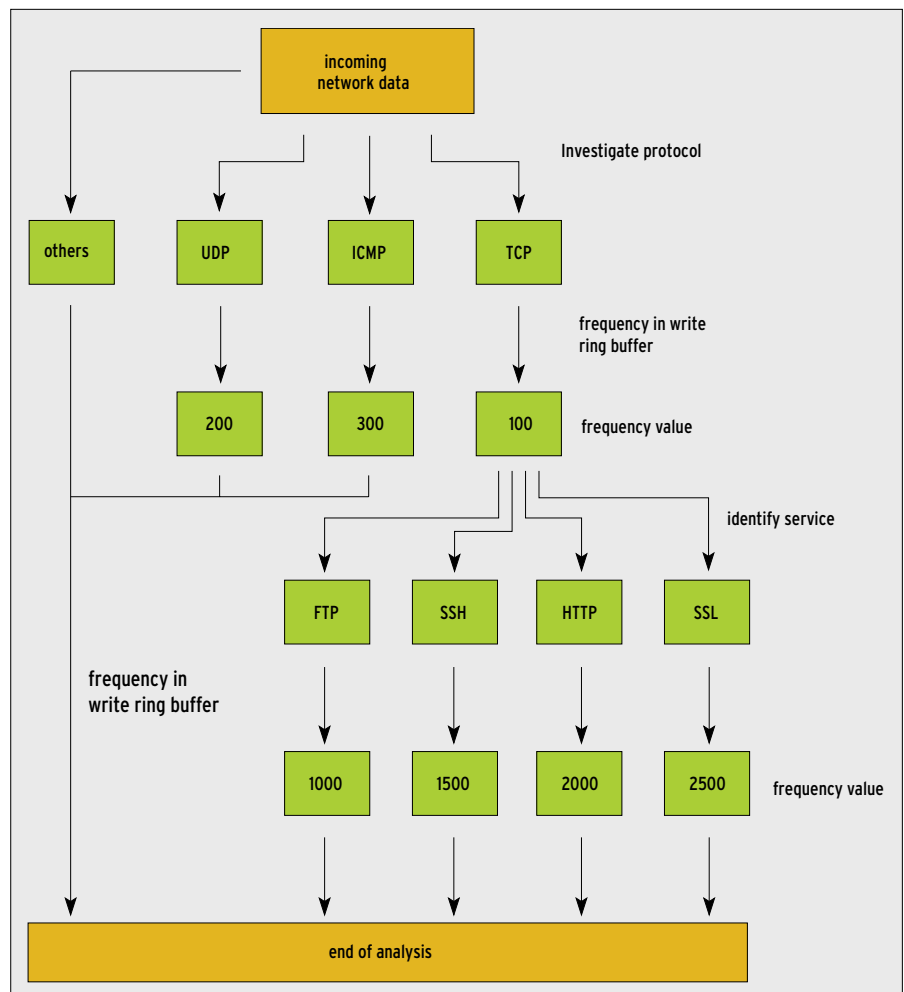 incoming
network data
Investigate protocol
others
UDP
ICMP
TCP
frequency in write
ring buffer
200
300
100
frequency value
identify service
FTP
SSH
HTTP
SSL
frequency in
write ring buffer
1000
1500
2000
2500
frequency value
end of analysis